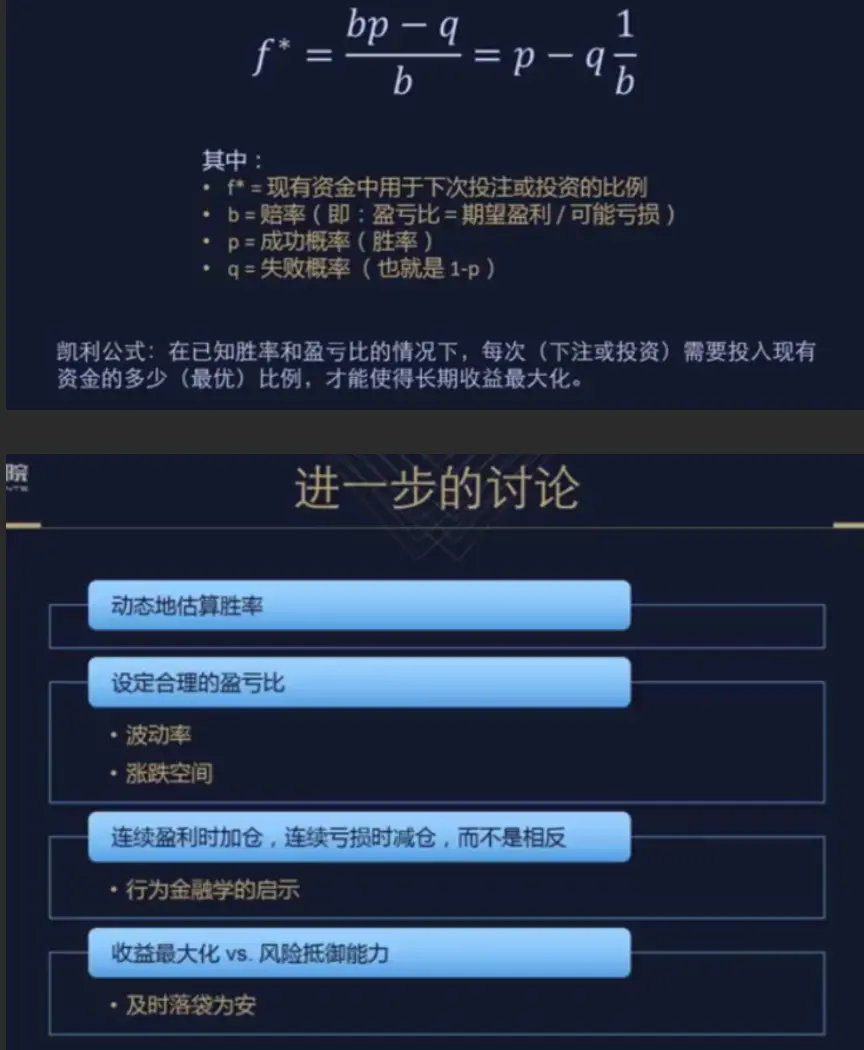 f* = (bp − q)/b = p − q 1/b
其中：
• f* = 现有资金中用于下次投注或投资的比例
• b = 赔率（即：盈亏比 = 期望盈利 / 可能亏损）
• p = 成功概率（胜率）
• q = 失败概率（也就是 1-p）
凯利公式：在已知胜率和盈亏比的情况下，每次（下注或投资）需要投入现有
资金的多少（最优）比例，才能使得长期收益最大化。
院
进一步的讨论
动态地估算胜率
设定合理的盈亏比
• 波动率
• 涨跌空间
连续盈利时加仓，连续亏损时减仓，而不是相反
• 行为金融学的启示
收益最大化 vs. 风险抵御能力
• 及时落袋为安